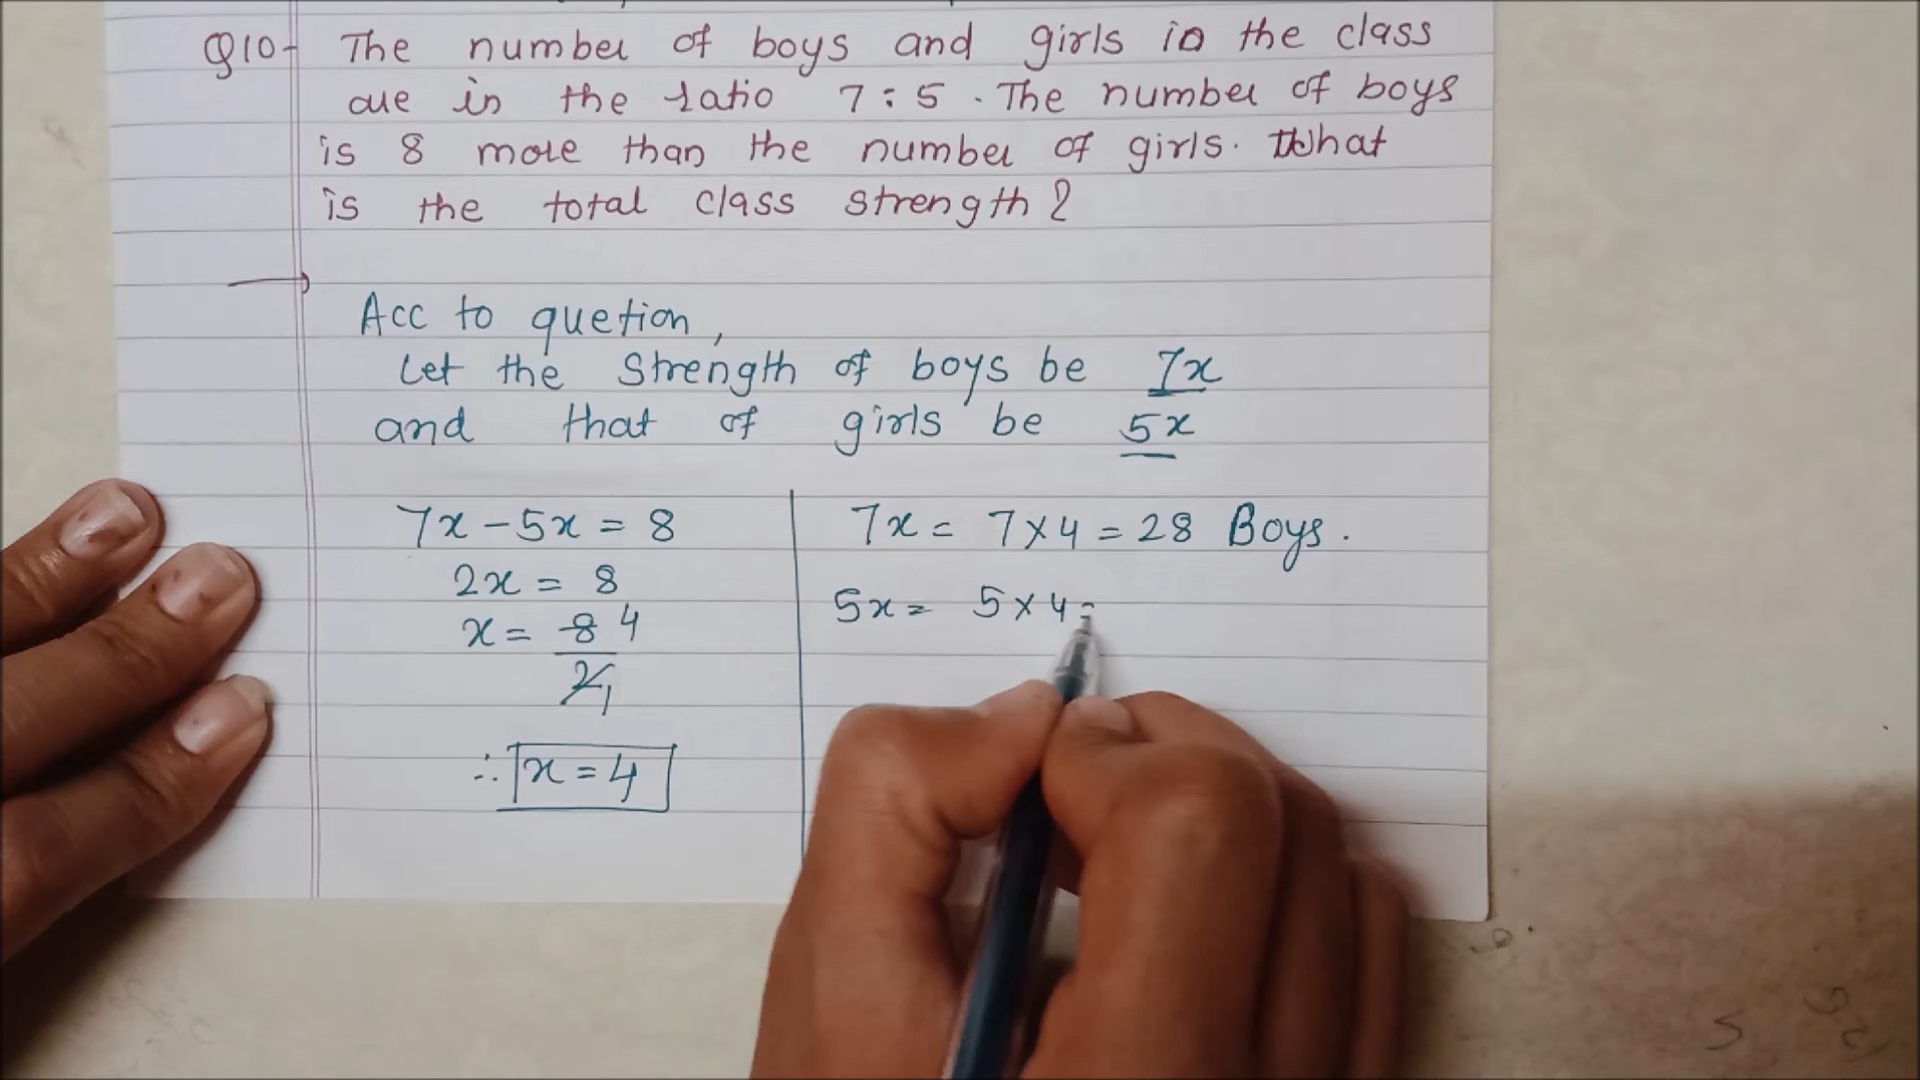 Q10- The number of boys and girls in the class
are in the ratio 7:5. The number of boys
is 8 more than the number of girls. What
is the total class strength?
Acc to quetion,
Let the strength of boys be 7x
and that of girls be 5x
7x - 5x = 8
2x = 8
x = 8 4
2 1
∴ x = 4
7x = 7 × 4 = 28 Boys.
5x = 5 × 4 =